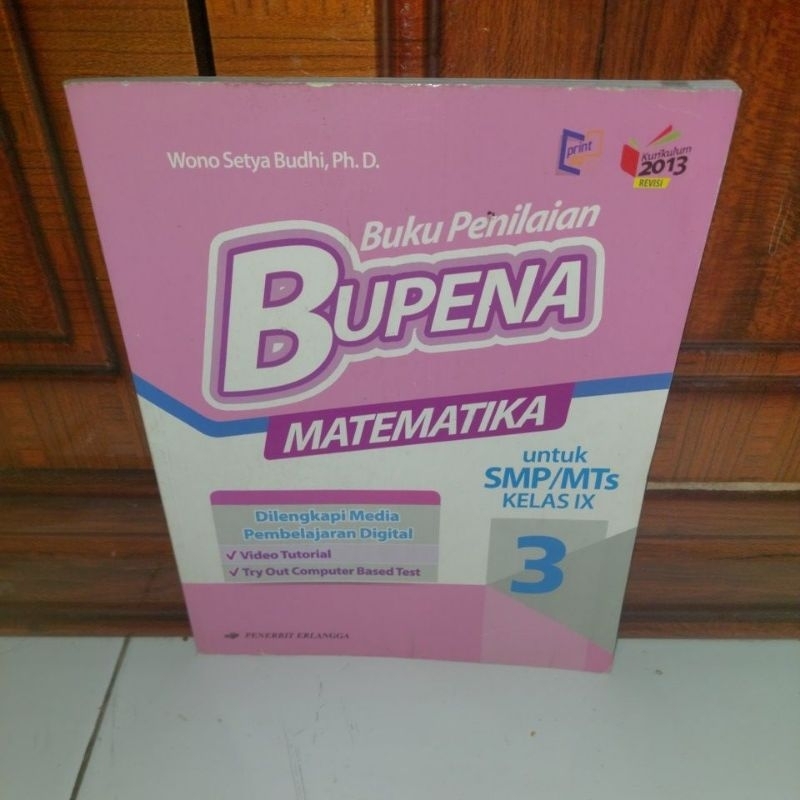 Wono Setya Budhi, Ph. D.
print
Kurikulum
2013
REVISI
Buku Penilaian
BUPENA
MATEMATIKA
untuk
SMP/MTs
KELAS IX
3
Dilengkapi Media
Pembelajaran Digital
✓ Video Tutorial
✓ Try Out Computer Based Test
PENERBIT ERLANGGA